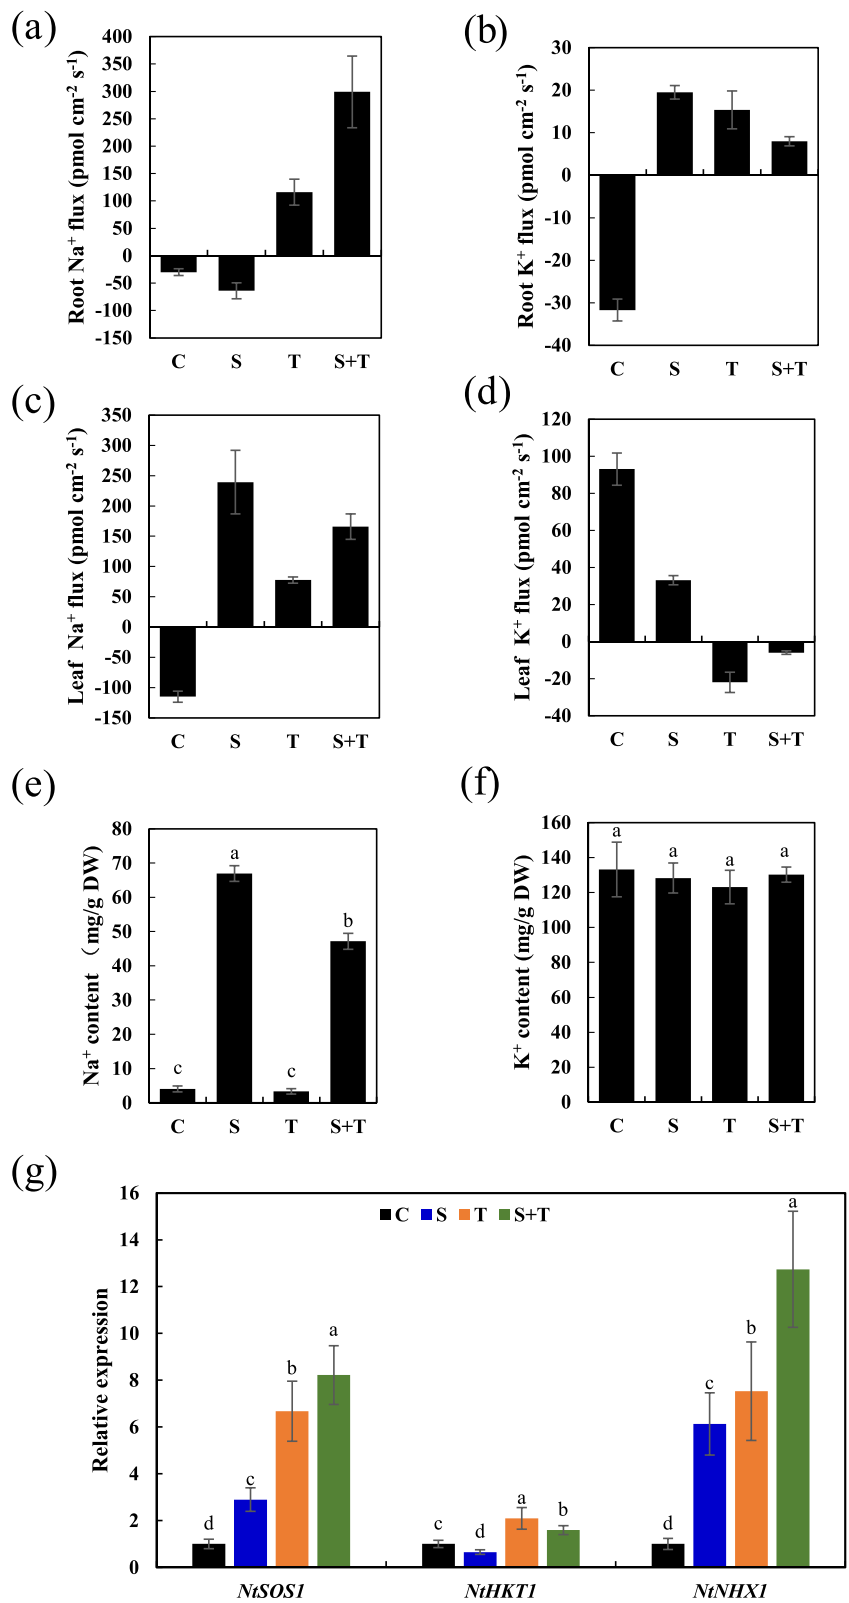 (a)
Root Na⁺ flux (pmol cm⁻² s⁻¹)
400
350
300
250
200
150
100
50
0
-50
-100
-150
C S T S+T
(b)
Root K⁺ flux (pmol cm⁻² s⁻¹)
30
20
10
0
-10
-20
-30
-40
C S T S+T
(c)
Leaf Na⁺ flux (pmol cm⁻² s⁻¹)
350
300
250
200
150
100
50
0
-50
-100
-150
C S T S+T
(d)
Leaf K⁺ flux (pmol cm⁻² s⁻¹)
120
100
80
60
40
20
0
-20
-40
C S T S+T
(e)
Na⁺ content（mg/g DW)
80
70
60
50
40
30
20
10
0
c a c b
C S T S+T
(f)
K⁺ content (mg/g DW)
160
140
120
100
80
60
40
20
0
a a a a
C S T S+T
(g)
Relative expression
16
14
12
10
8
6
4
2
0
C S T S+T
d c b a
c d a b
d c b a
NtSOS1 NtHKT1 NtNHX1